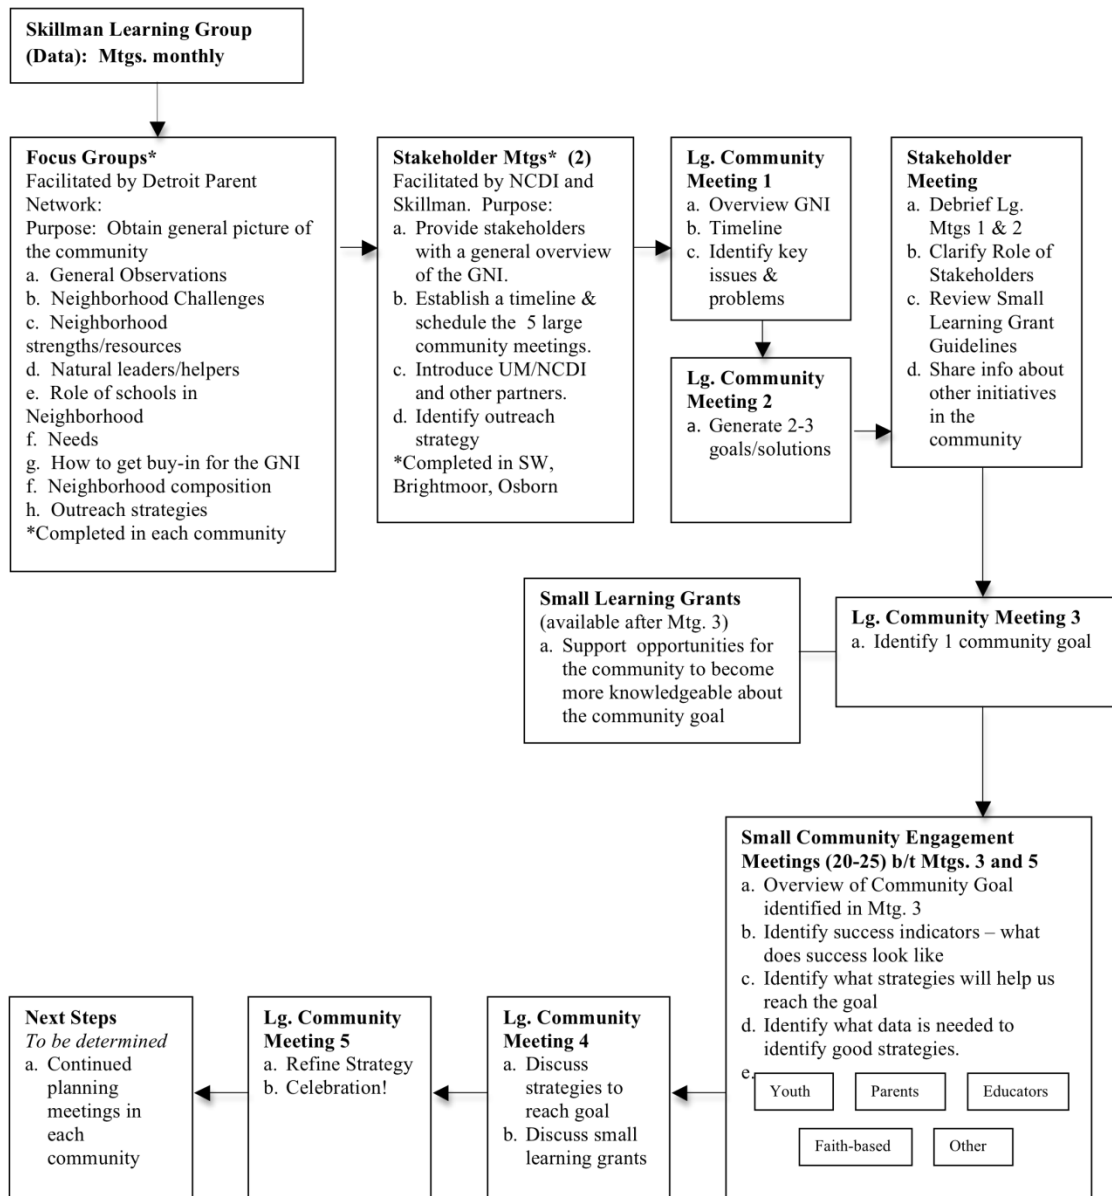 Skillman Learning Group
(Data):  Mtgs. monthly
Focus Groups*
Facilitated by Detroit Parent
Network:
Purpose:  Obtain general picture of
the community
a.  General Observations
b.  Neighborhood Challenges
c.  Neighborhood
strengths/resources
d.  Natural leaders/helpers
e.  Role of schools in
Neighborhood
f.  Needs
g.  How to get buy-in for the GNI
f.  Neighborhood composition
h.  Outreach strategies
*Completed in each community
Stakeholder Mtgs*  (2)
Facilitated by NCDI and
Skillman.  Purpose:
a.  Provide stakeholders
with a general overview
of the GNI.
b.  Establish a timeline &
schedule the  5 large
community meetings.
c.  Introduce UM/NCDI
and other partners.
d.  Identify outreach
strategy
*Completed in SW,
Brightmoor, Osborn
Lg. Community
Meeting 1
a.  Overview GNI
b.  Timeline
c.  Identify key
issues &
problems
Lg. Community
Meeting 2
a.  Generate 2-3
goals/solutions
Stakeholder
Meeting
a.  Debrief Lg.
Mtgs 1 & 2
b.  Clarify Role of
Stakeholders
c.  Review Small
Learning Grant
Guidelines
d.  Share info about
other initiatives
in the
community
Small Learning Grants
(available after Mtg. 3)
a.  Support  opportunities for
the community to become
more knowledgeable about
the community goal
Lg. Community Meeting 3
a.  Identify 1 community goal
Small Community Engagement
Meetings (20-25) b/t Mtgs. 3 and 5
a.  Overview of Community Goal
identified in Mtg. 3
b.  Identify success indicators – what
does success look like
c.  Identify what strategies will help us
reach the goal
d.  Identify what data is needed to
identify good strategies.
e.
Youth
Parents
Educators
Faith-based
Other
Lg. Community
Meeting 4
a.  Discuss
strategies to
reach goal
b.  Discuss small
learning grants
Lg. Community
Meeting 5
a.  Refine Strategy
b.  Celebration!
Next Steps
To be determined
a.  Continued
planning
meetings in
each
community